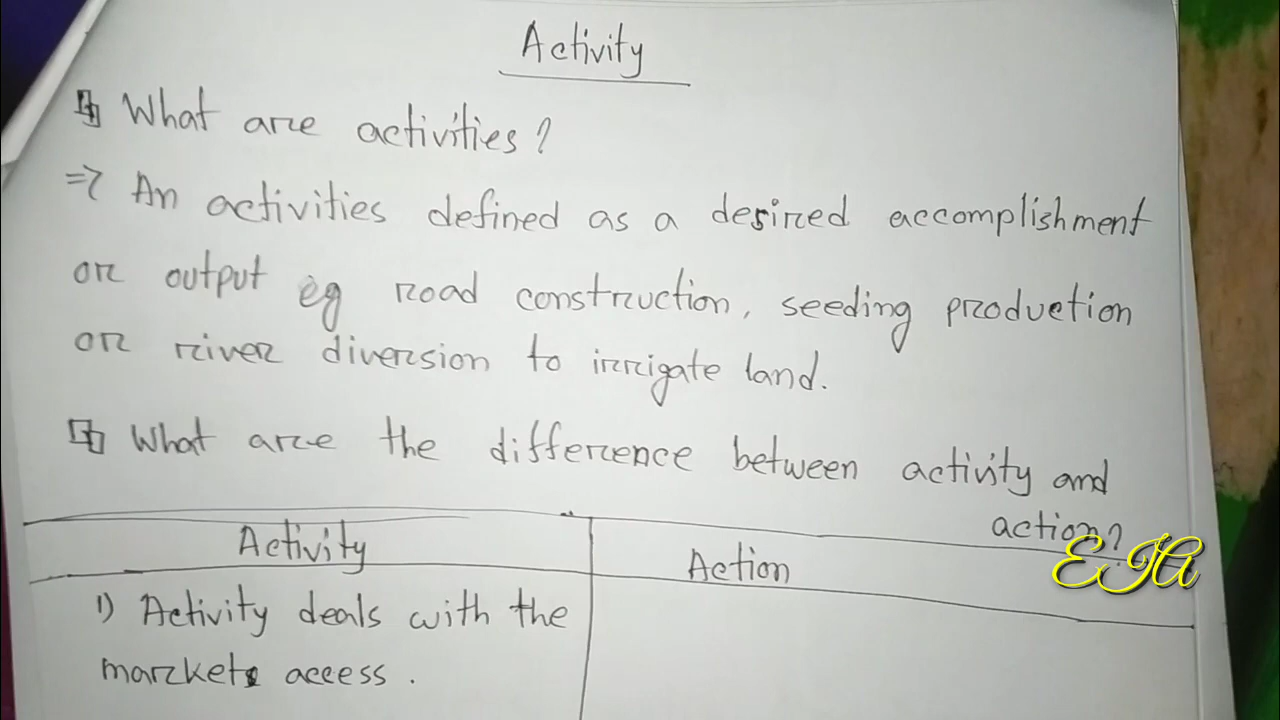 Activity
What are activities?
⇒ An activities defined as a desired accomplishment
or output eg road construction, seeding production
or river diversion to irrigate land.
What are the difference between activity and
action?
Activity Action
EJA
1) Activity deals with the
markets access.